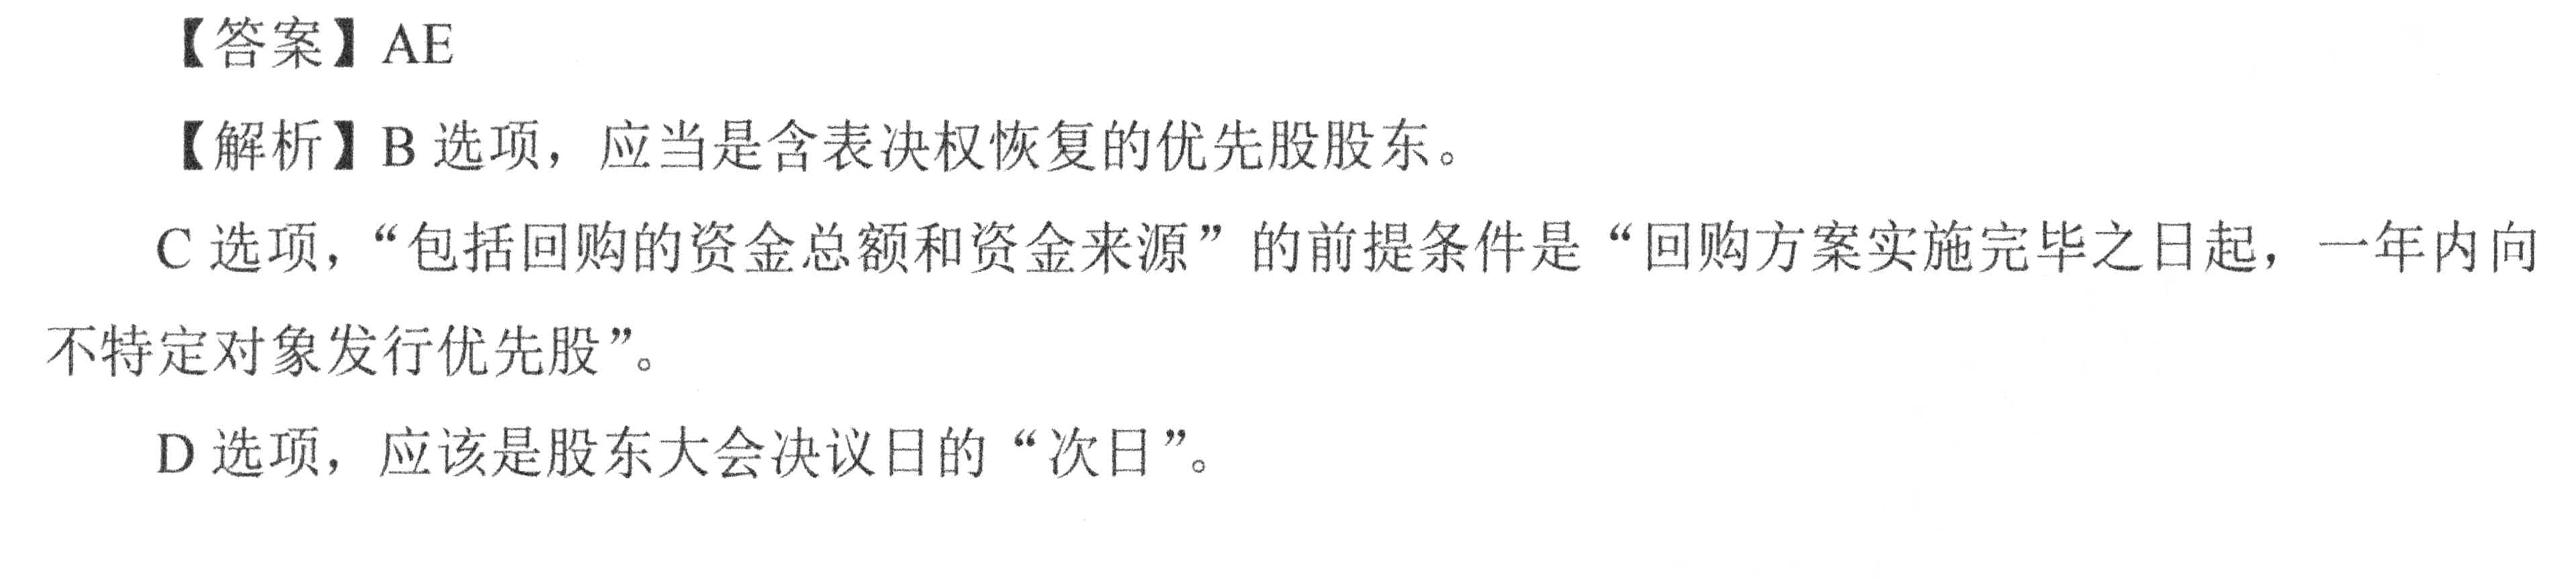 【答案】AE
【解析】B 选项，应当是含表决权恢复的优先股股东。
C 选项，“包括回购的资金总额和资金来源”的前提条件是“回购方案实施完毕之日起，一年内向
不特定对象发行优先股”。
D 选项，应该是股东大会决议日的“次日”。